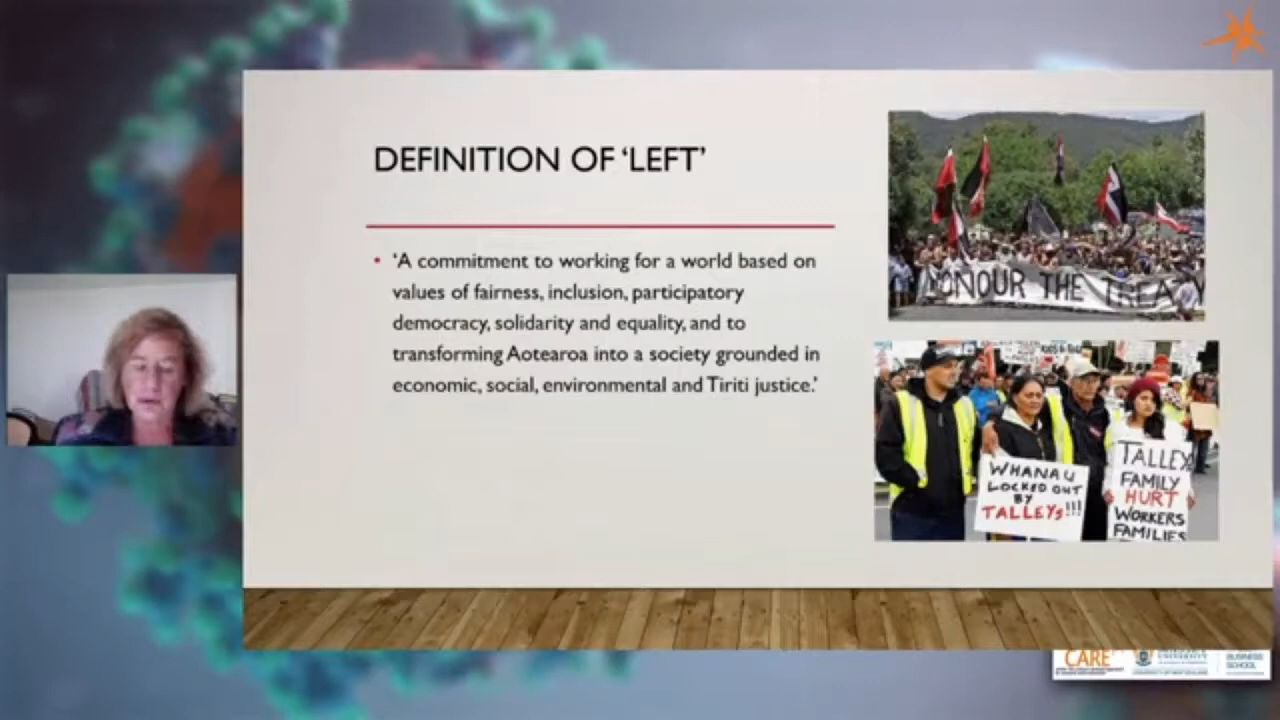 DEFINITION OF ‘LEFT’
• ‘A commitment to working for a world based on
values of fairness, inclusion, participatory
democracy, solidarity and equality, and to
transforming Aotearoa into a society grounded in
economic, social, environmental and Tiriti justice.’
HONOUR THE TREATY
WHANAU
LOCKED OUT
BY
TALLEYS!!!
TALLEY
FAMILY
HURT
WORKERS
FAMILIES
CARE
BUSINESS
SCHOOL